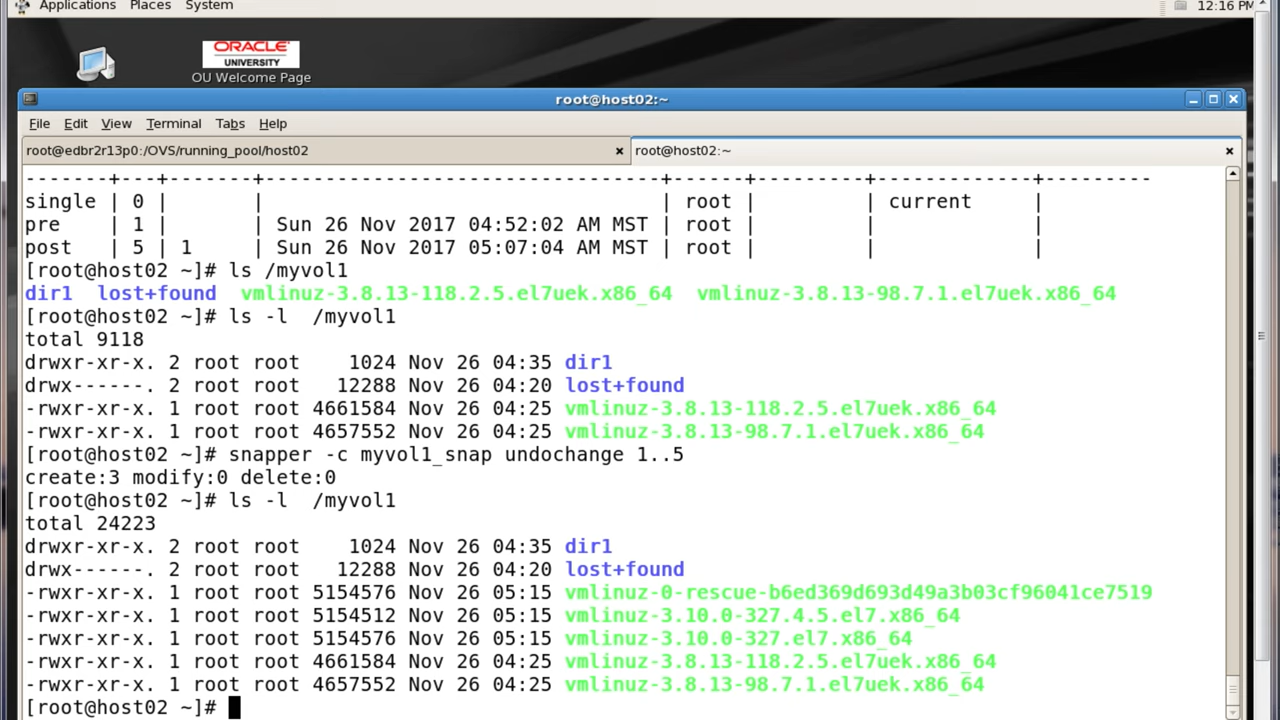 Applications Places System 12:16 PM
ORACLE
UNIVERSITY
OU Welcome Page
root@host02:~
File Edit View Terminal Tabs Help
root@edbr2r13p0:/OVS/running_pool/host02 × root@host02:~ ×
-------+---+-------+-------------------------------+------+---------+-------------+---------
single | 0 | | | root | | current |
pre | 1 | | Sun 26 Nov 2017 04:52:02 AM MST | root | | |
post | 5 | 1 | Sun 26 Nov 2017 05:07:04 AM MST | root | | |
[root@host02 ~]# ls /myvol1
dir1 lost+found vmlinuz-3.8.13-118.2.5.el7uek.x86_64 vmlinuz-3.8.13-98.7.1.el7uek.x86_64
[root@host02 ~]# ls -l /myvol1
total 9118
drwxr-xr-x. 2 root root 1024 Nov 26 04:35 dir1
drwx------. 2 root root 12288 Nov 26 04:20 lost+found
-rwxr-xr-x. 1 root root 4661584 Nov 26 04:25 vmlinuz-3.8.13-118.2.5.el7uek.x86_64
-rwxr-xr-x. 1 root root 4657552 Nov 26 04:25 vmlinuz-3.8.13-98.7.1.el7uek.x86_64
[root@host02 ~]# snapper -c myvol1_snap undochange 1..5
create:3 modify:0 delete:0
[root@host02 ~]# ls -l /myvol1
total 24223
drwxr-xr-x. 2 root root 1024 Nov 26 04:35 dir1
drwx------. 2 root root 12288 Nov 26 04:20 lost+found
-rwxr-xr-x. 1 root root 5154576 Nov 26 05:15 vmlinuz-0-rescue-b6ed369d693d49a3b03cf96041ce7519
-rwxr-xr-x. 1 root root 5154512 Nov 26 05:15 vmlinuz-3.10.0-327.4.5.el7.x86_64
-rwxr-xr-x. 1 root root 5154576 Nov 26 05:15 vmlinuz-3.10.0-327.el7.x86_64
-rwxr-xr-x. 1 root root 4661584 Nov 26 04:25 vmlinuz-3.8.13-118.2.5.el7uek.x86_64
-rwxr-xr-x. 1 root root 4657552 Nov 26 04:25 vmlinuz-3.8.13-98.7.1.el7uek.x86_64
[root@host02 ~]#